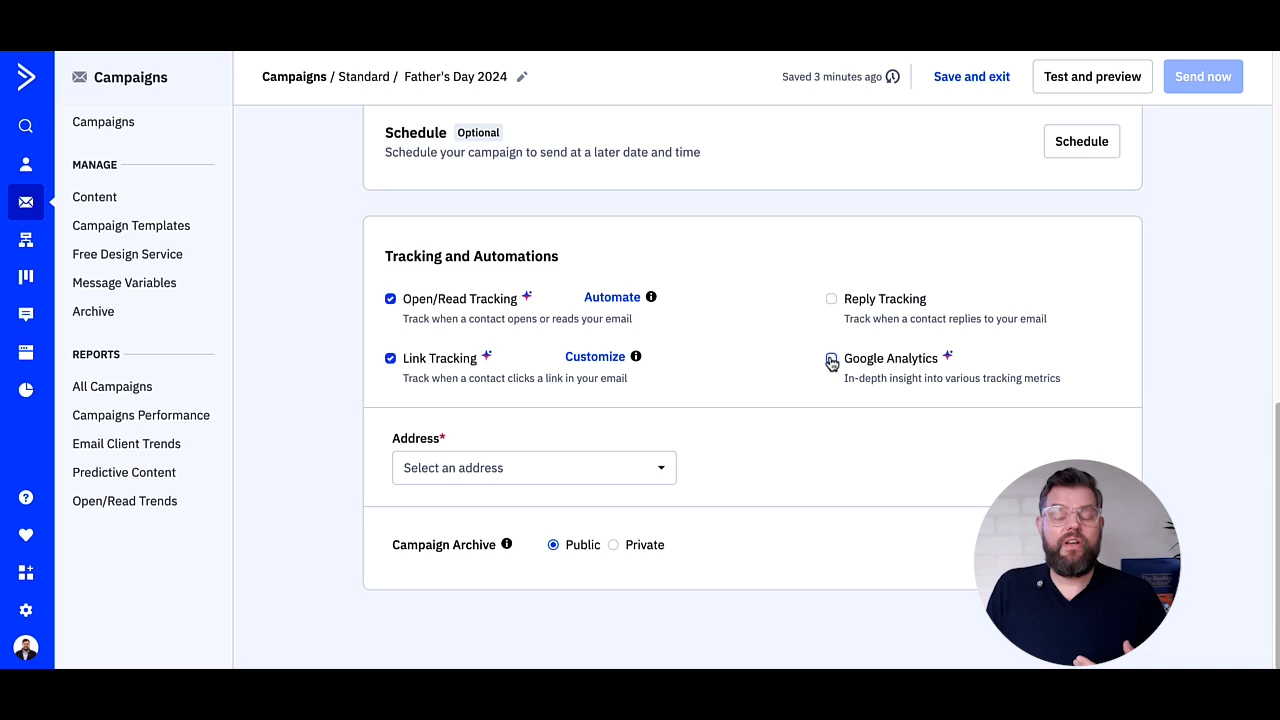 Campaigns
Campaigns / Standard / Father's Day 2024
Saved 3 minutes ago
Save and exit
Test and preview
Send now
Campaigns
MANAGE
Content
Campaign Templates
Free Design Service
Message Variables
Archive
REPORTS
All Campaigns
Campaigns Performance
Email Client Trends
Predictive Content
Open/Read Trends
Schedule Optional
Schedule your campaign to send at a later date and time
Schedule
Tracking and Automations
Open/Read Tracking Automate
Track when a contact opens or reads your email
Reply Tracking
Track when a contact replies to your email
Link Tracking Customize
Track when a contact clicks a link in your email
Google Analytics
In-depth insight into various tracking metrics
Address*
Select an address
Campaign Archive Public Private